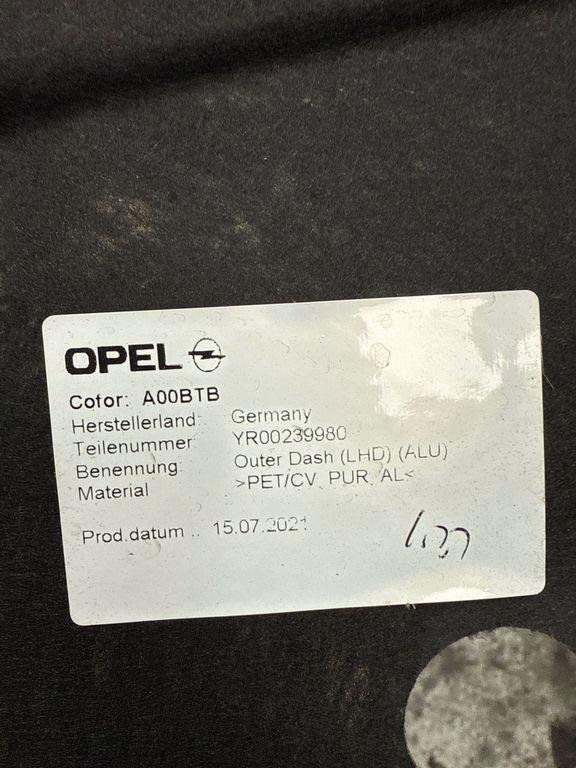 OPEL
Cofor: A00BTB
Herstellerland: Germany
Teilenummer: YR00239980
Benennung: Outer Dash (LHD) (ALU)
Material >PET/CV, PUR, AL<
Prod.datum .. 15.07.2021